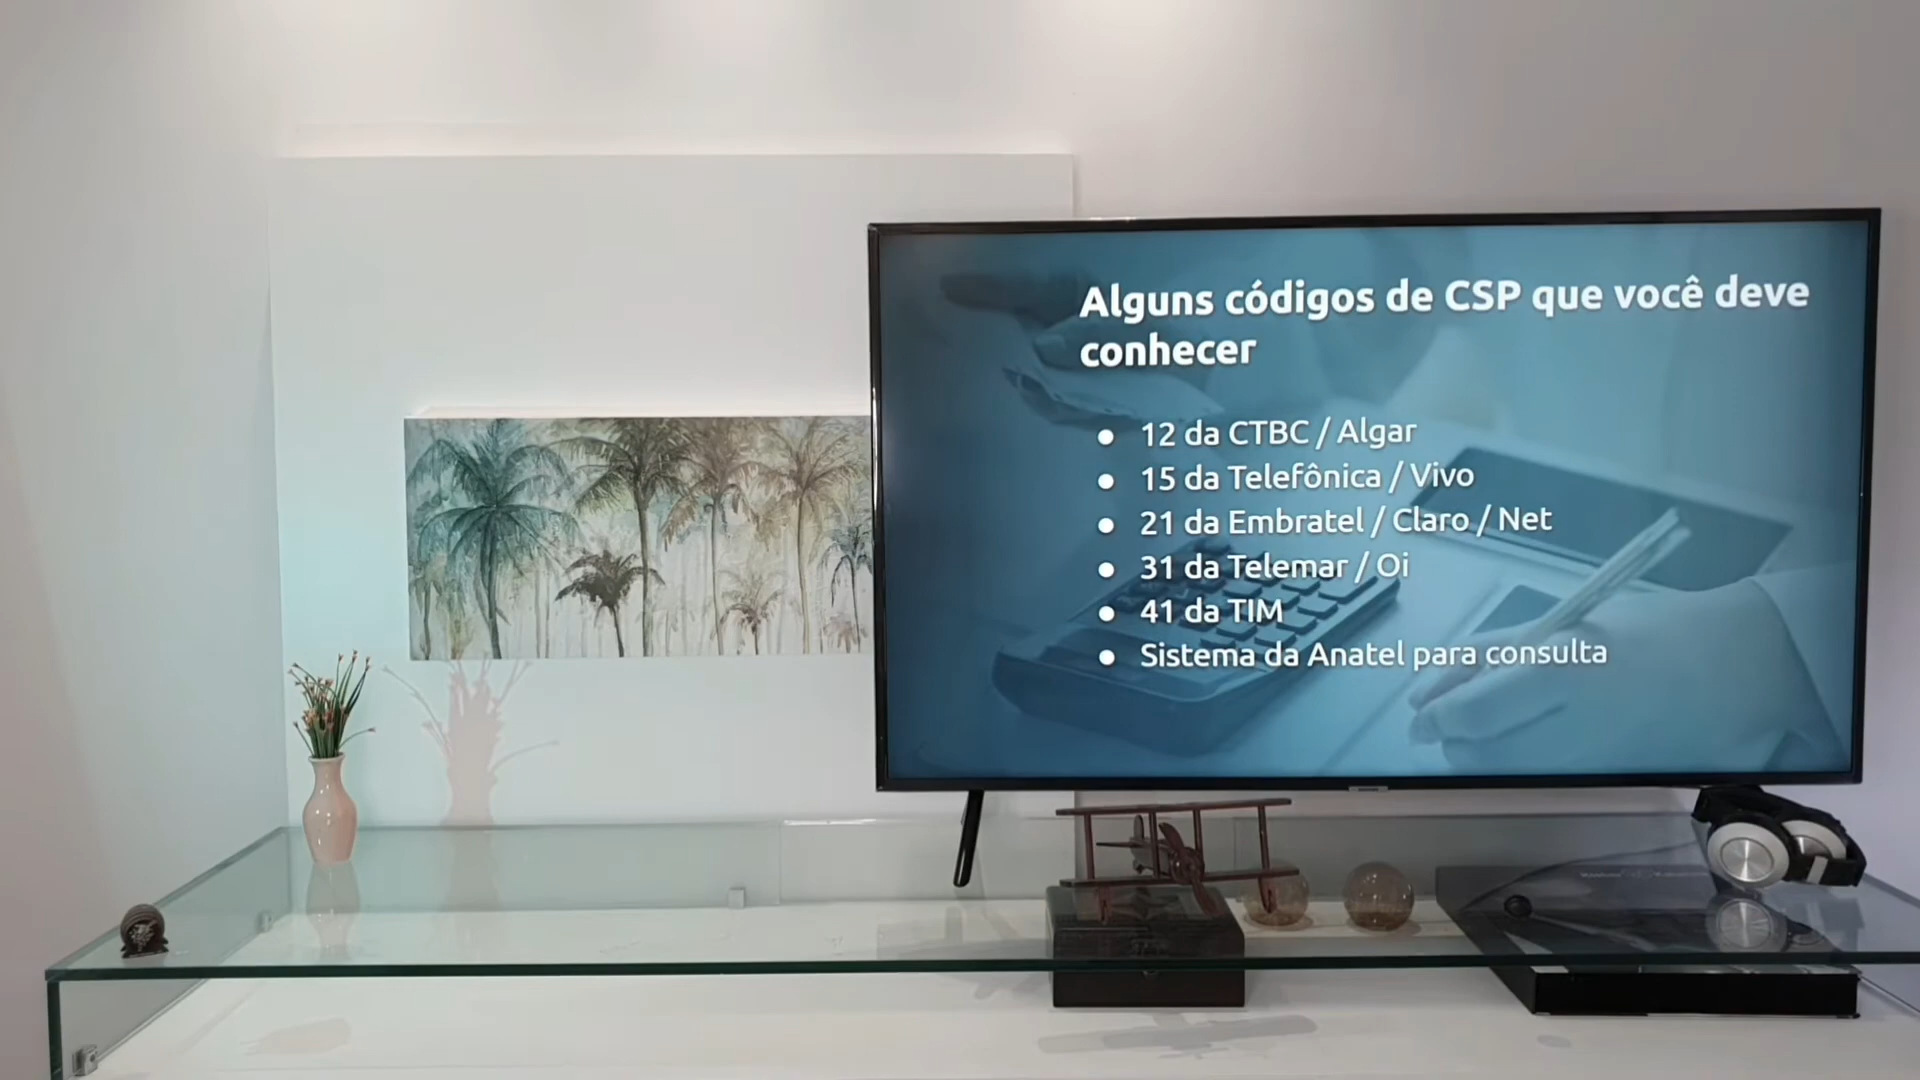 Alguns códigos de CSP que você deve
conhecer
● 12 da CTBC / Algar
● 15 da Telefônica / Vivo
● 21 da Embratel / Claro / Net
● 31 da Telemar / Oi
● 41 da TIM
● Sistema da Anatel para consulta